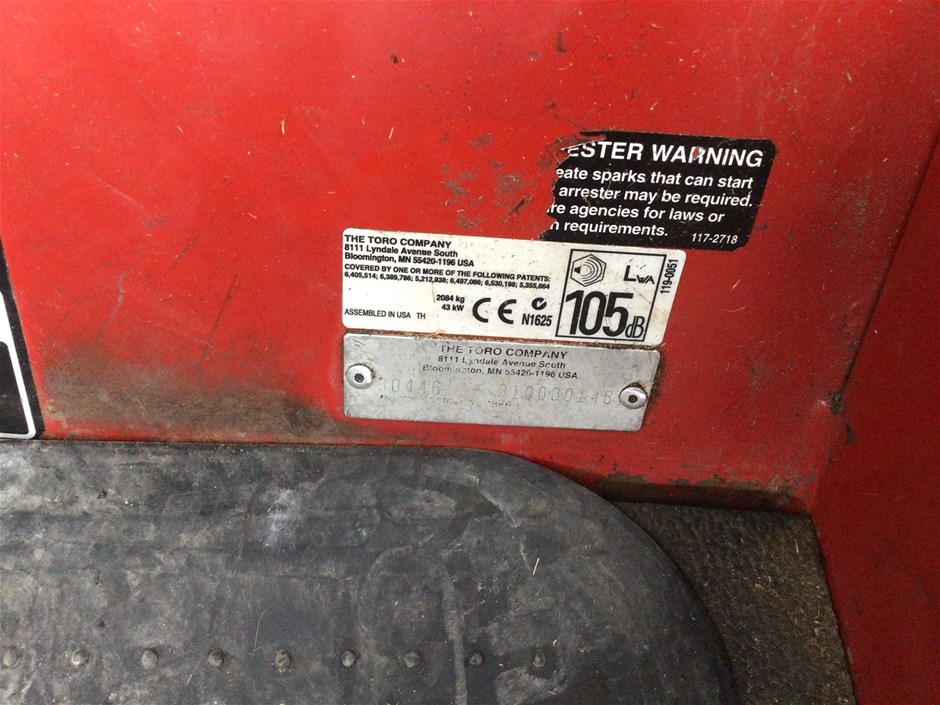 ESTER WARNING
eate sparks that can start
arrester may be required.
re agencies for laws or
n requirements.
117-2718
THE TORO COMPANY
8111 Lyndale Avenue South
Bloomington, MN 55420-1196 USA
COVERED BY ONE OR MORE OF THE FOLLOWING PATENTS:
6,405,514; 6,389,786; 5,212,938; 6,497,086; 6,530,198; 5,355,664
2084 kg
43 kW
ASSEMBLED IN USA TH
CE
N1625
LWA
105dB
119-0051
THE TORO COMPANY
8111 Lyndale Avenue South
Bloomington, MN 55420-1196 USA